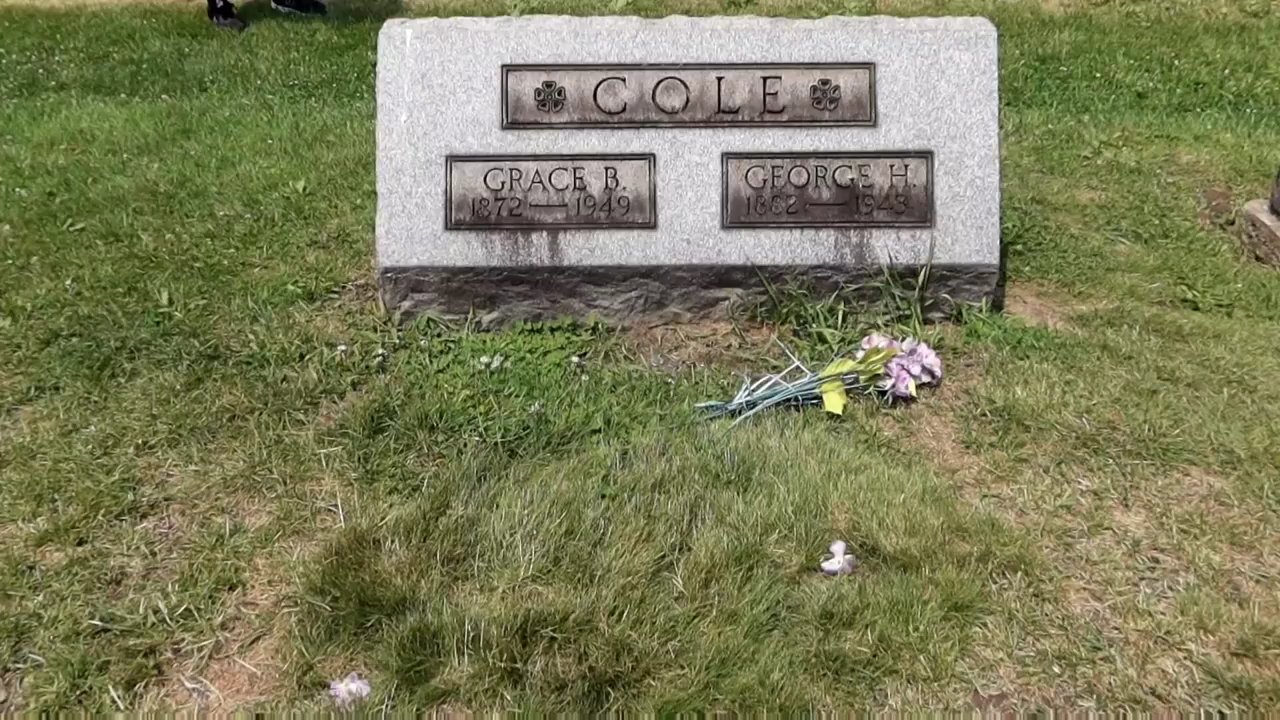 COLE
GRACE B.
1872 — 1949
GEORGE H.
1882 — 1943